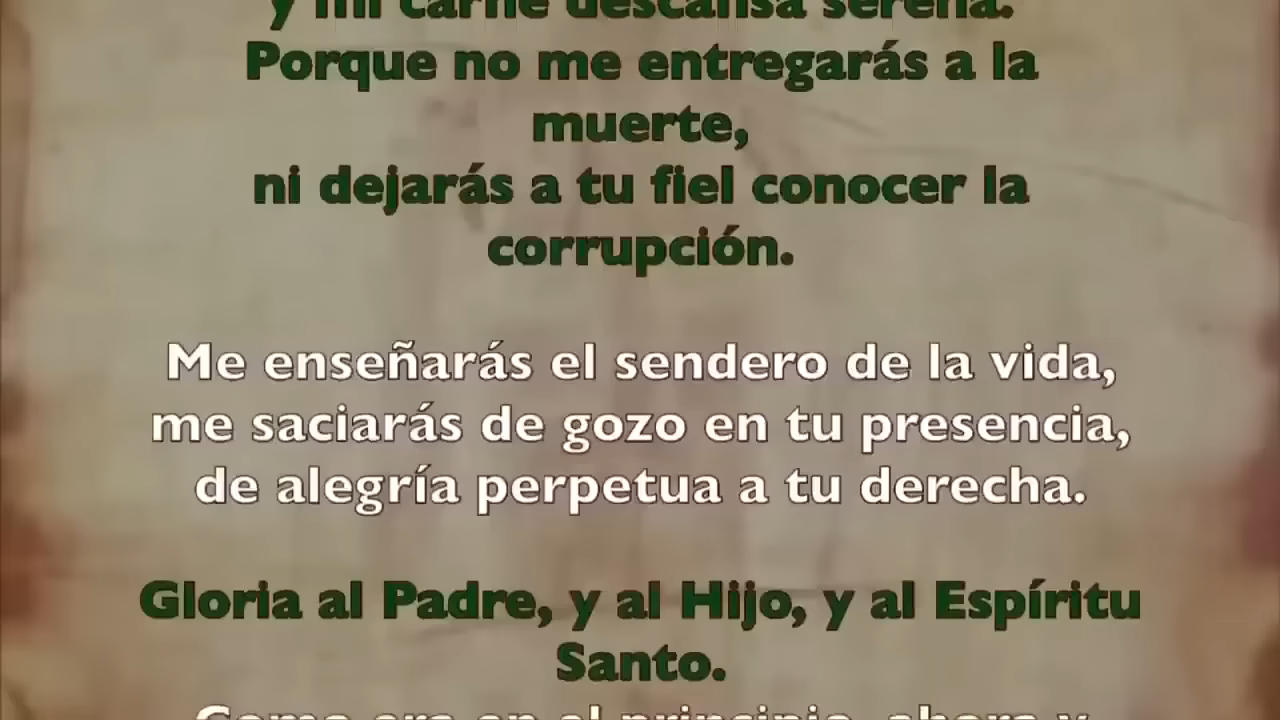 y mi carne descansa serena.
Porque no me entregarás a la
muerte,
ni dejarás a tu fiel conocer la
corrupción.
Me enseñarás el sendero de la vida,
me saciarás de gozo en tu presencia,
de alegría perpetua a tu derecha.
Gloria al Padre, y al Hijo, y al Espíritu
Santo.
Como era en el principio, ahora y